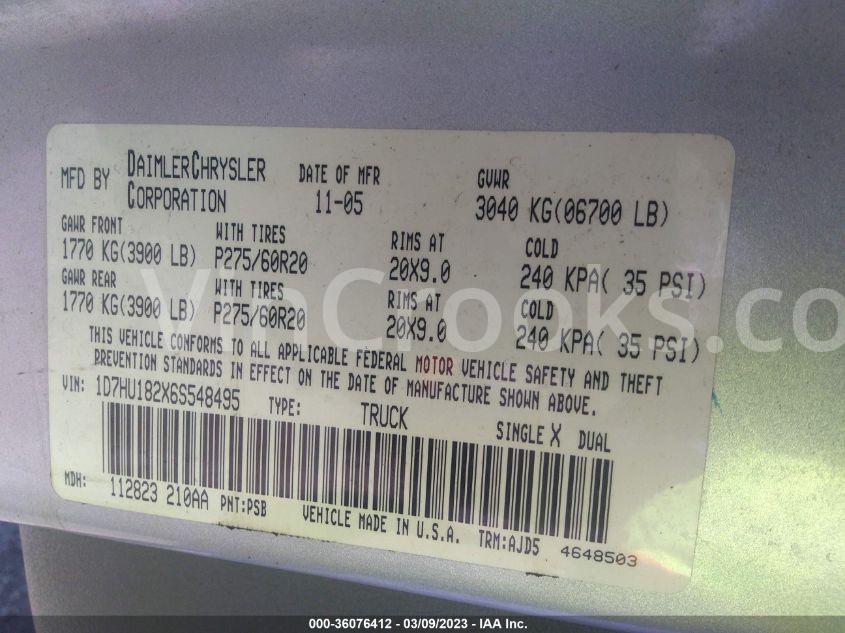 MFD BY DAIMLERCHRYSLER CORPORATION DATE OF MFR 11-05 GVWR 3040 KG(06700 LB)
GAWR FRONT WITH TIRES RIMS AT COLD
1770 KG(3900 LB) P275/60R20 20X9.0 240 KPA( 35 PSI)
GAWR REAR WITH TIRES RIMS AT COLD
1770 KG(3900 LB) P275/60R20 20X9.0 240 KPA( 35 PSI)
THIS VEHICLE CONFORMS TO ALL APPLICABLE FEDERAL MOTOR VEHICLE SAFETY AND THEFT
PREVENTION STANDARDS IN EFFECT ON THE DATE OF MANUFACTURE SHOWN ABOVE.
VIN: 1D7HU182X6S548495 TYPE: TRUCK SINGLE X DUAL
MDH: 112823 210AA PNT:PSB VEHICLE MADE IN U.S.A. TRM:AJD5 4648503
VinCrooks.co
000-36076412 - 03/09/2023 - IAA Inc.